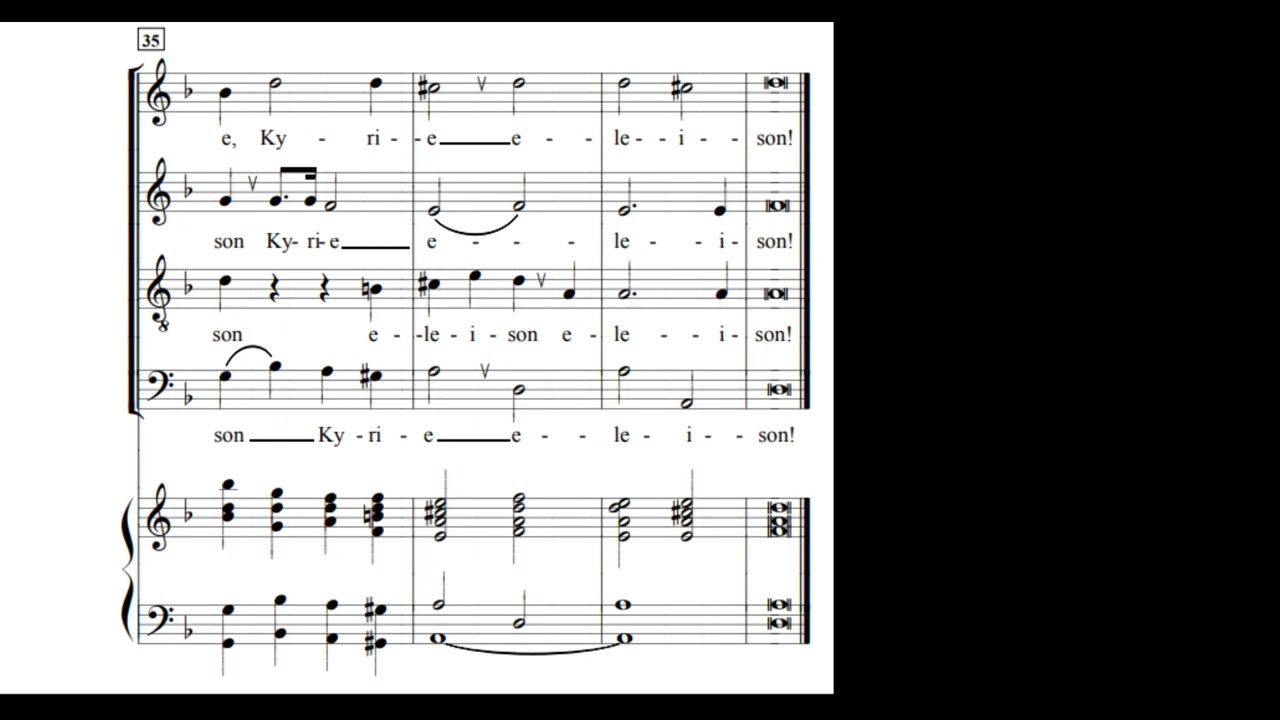 35
e, Ky - ri - - e e - - le - - i - - son!
son Ky- ri- e e - - - le - - i - son!
son e - -le - i - son e - le - - i - son!
son Ky - ri - e e - - le - i - - son!